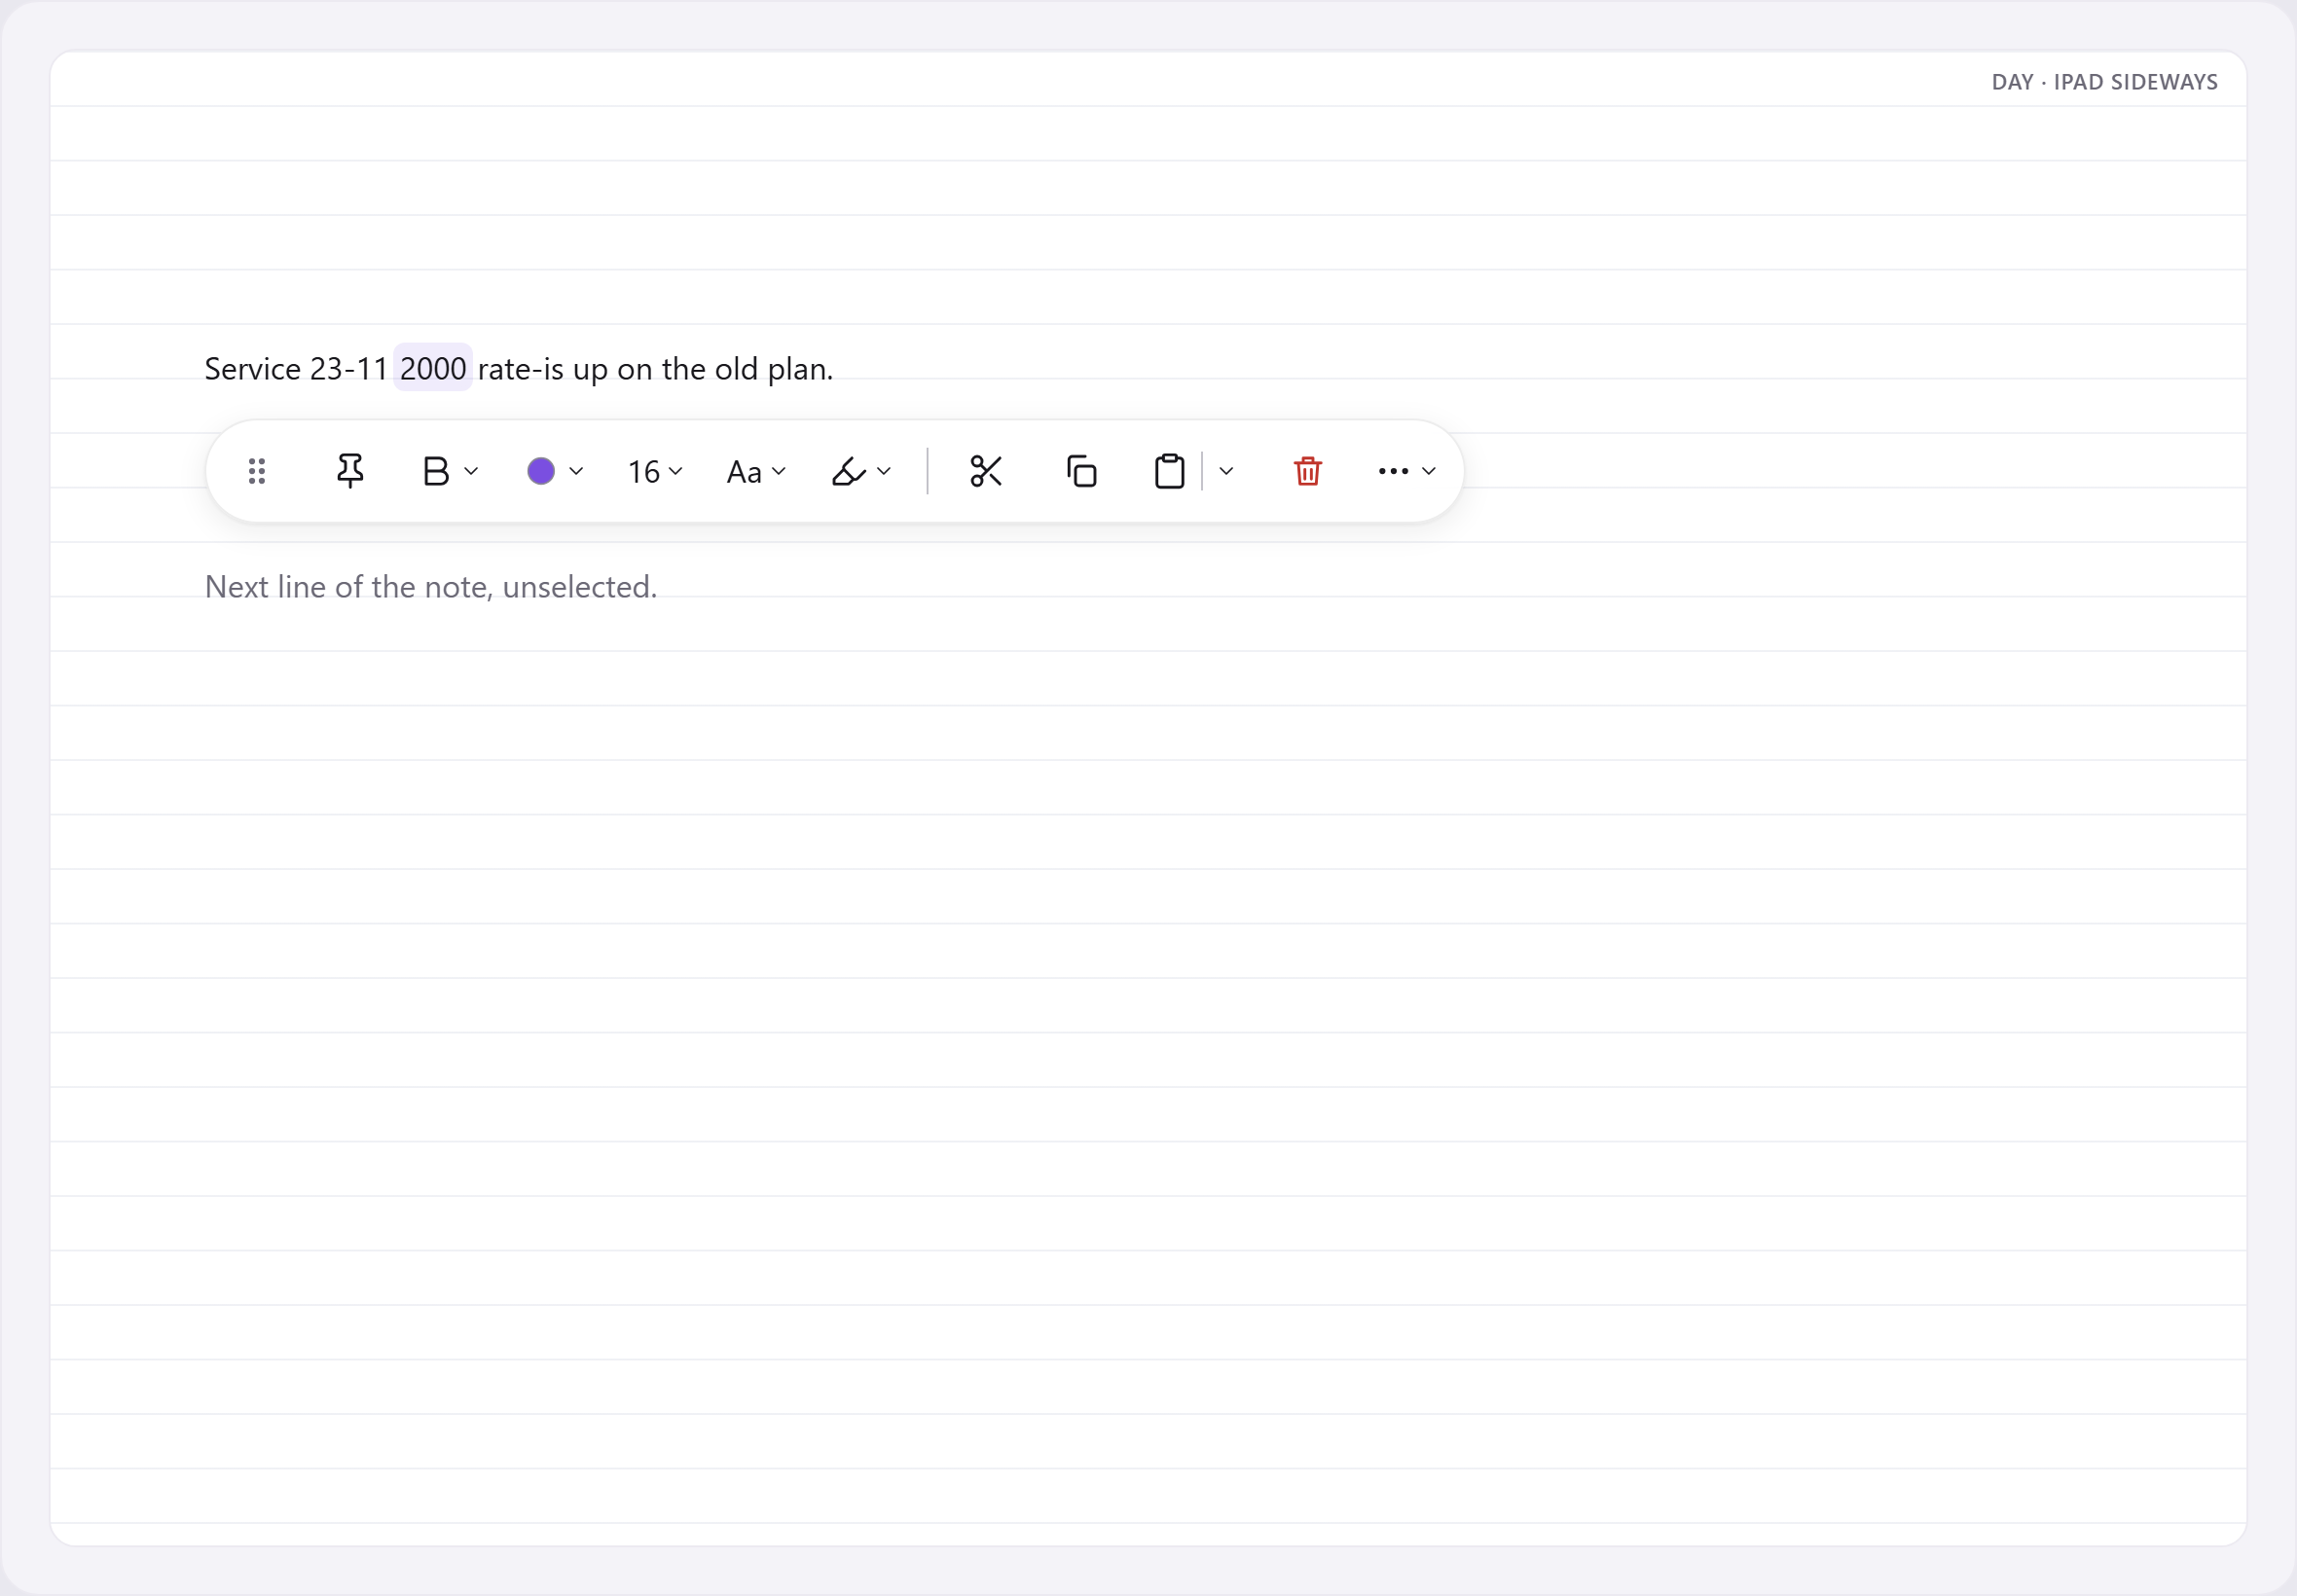 DAY · IPAD SIDEWAYS
Service 23-11 2000 rate-is up on the old plan.
B 16 Aa
Next line of the note, unselected.